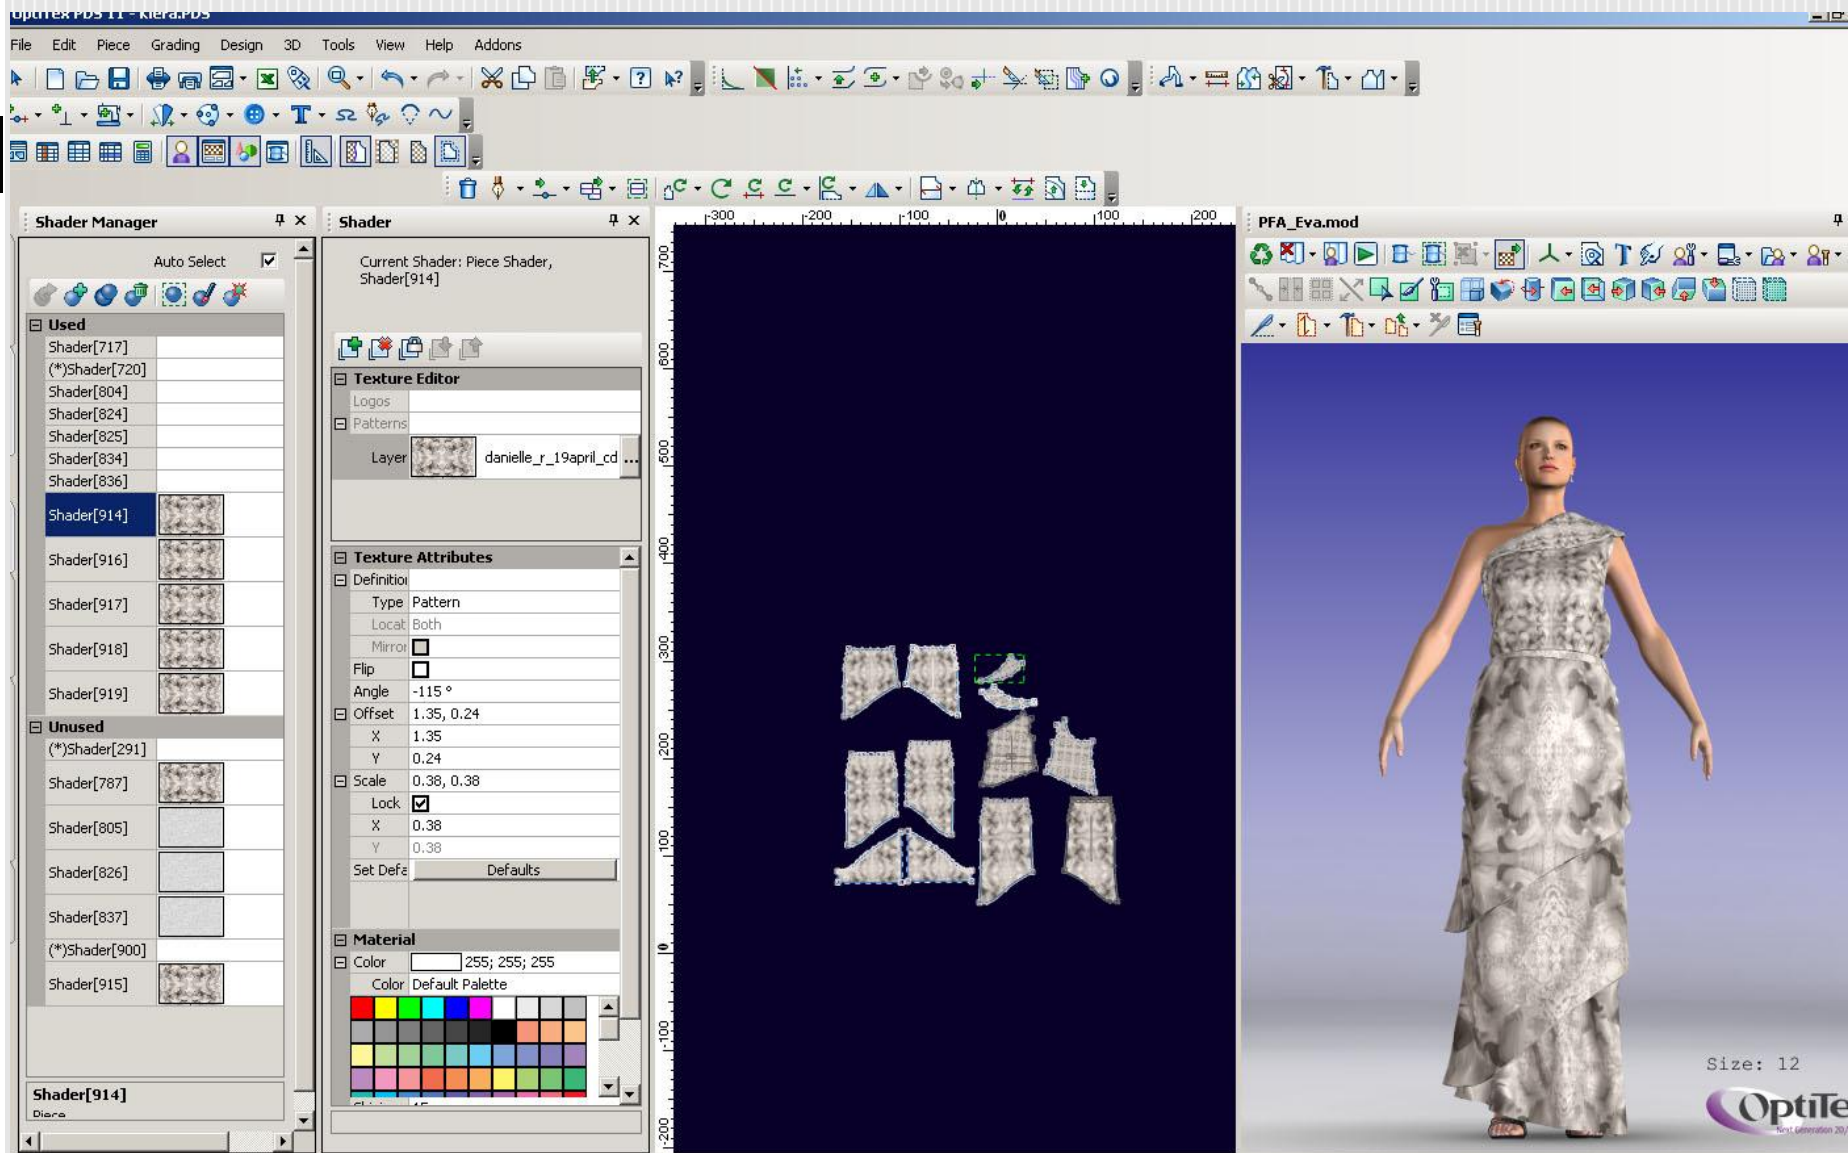 OptiTex PDS 11 - Kiera.PDS
File Edit Piece Grading Design 3D Tools View Help Addons
Shader Manager
Auto Select
Used
Shader[717]
(*)Shader[720]
Shader[804]
Shader[824]
Shader[825]
Shader[834]
Shader[836]
Shader[914]
Shader[916]
Shader[917]
Shader[918]
Shader[919]
Unused
(*)Shader[291]
Shader[787]
Shader[805]
Shader[826]
Shader[837]
(*)Shader[900]
Shader[915]
Shader[914]
Piece
Shader
Current Shader: Piece Shader,
Shader[914]
Texture Editor
Logos
Patterns
Layer danielle_r_19april_cd ...
Texture Attributes
Definition
Type Pattern
Locat Both
Mirror
Flip
Angle -115 °
Offset 1.35, 0.24
X 1.35
Y 0.24
Scale 0.38, 0.38
Lock
X 0.38
Y 0.38
Set Defa Defaults
Material
Color 255; 255; 255
Color Default Palette
-300 -200 -100 0 100 200
700
600
500
400
300
200
100
0
-100
-200
PFA_Eva.mod
Size: 12
OptiTe
Next Generation 20/